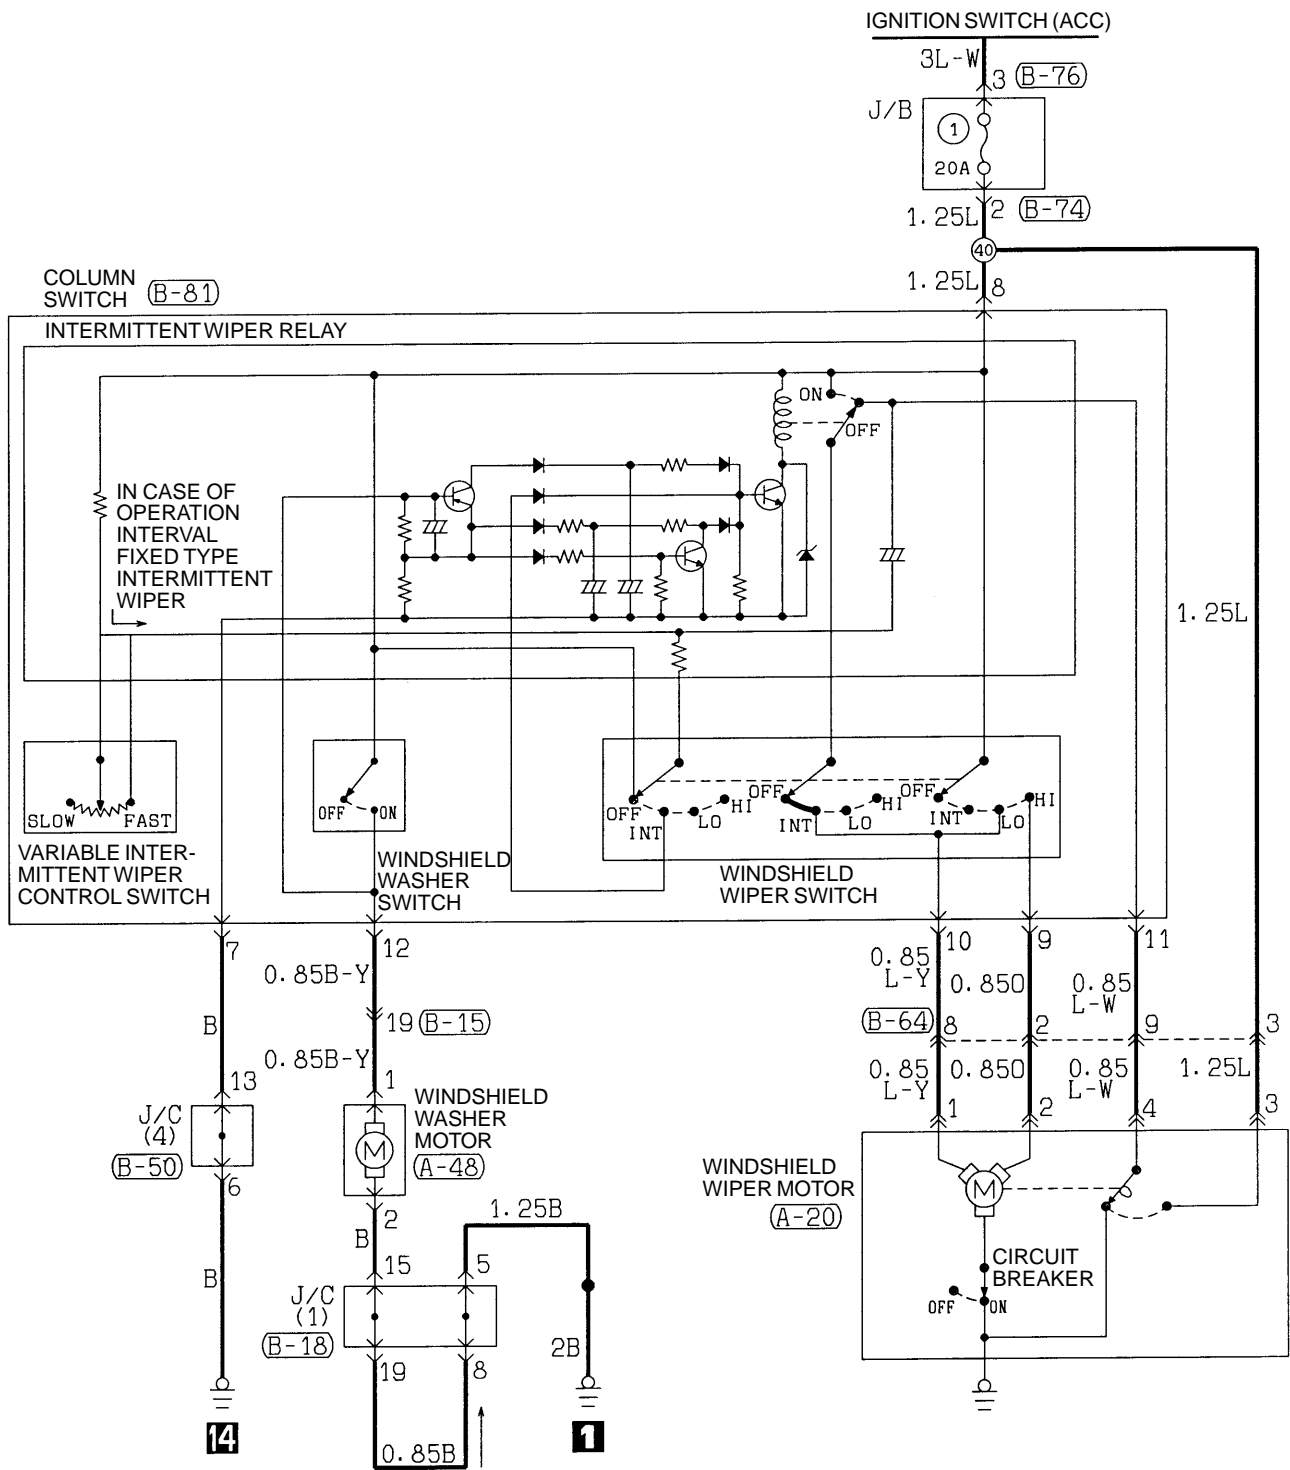 IGNITION SWITCH (ACC)
3L-W
3
B-76
J/B
1
20A
1.25L
2
B-74
40
1.25L
8
COLUMN
SWITCH
B-81
INTERMITTENT WIPER RELAY
ON
OFF
IN CASE OF
OPERATION
INTERVAL
FIXED TYPE
INTERMITTENT
WIPER
1.25L
SLOW
FAST
OFF
ON
OFF
INT
LO
HI
OFF
INT
LO
HI
OFF
INT
LO
HI
VARIABLE INTER-
MITTENT WIPER
CONTROL SWITCH
WINDSHIELD
WASHER
SWITCH
WINDSHIELD
WIPER SWITCH
7
12
10
9
11
0.85B-Y
0.85
L-Y
0.85O
0.85
L-W
B
19
B-15
B-64
8
2
9
3
0.85B-Y
0.85
L-Y
0.85O
0.85
L-W
1.25L
13
1
1
2
4
3
J/C
(4)
B-50
WINDSHIELD
WASHER
MOTOR
A-48
M
WINDSHIELD
WIPER MOTOR
A-20
M
6
2
1.25B
B
B
15
5
CIRCUIT
BREAKER
OFF
ON
J/C
(1)
B-18
19
8
2B
14
1
0.85B